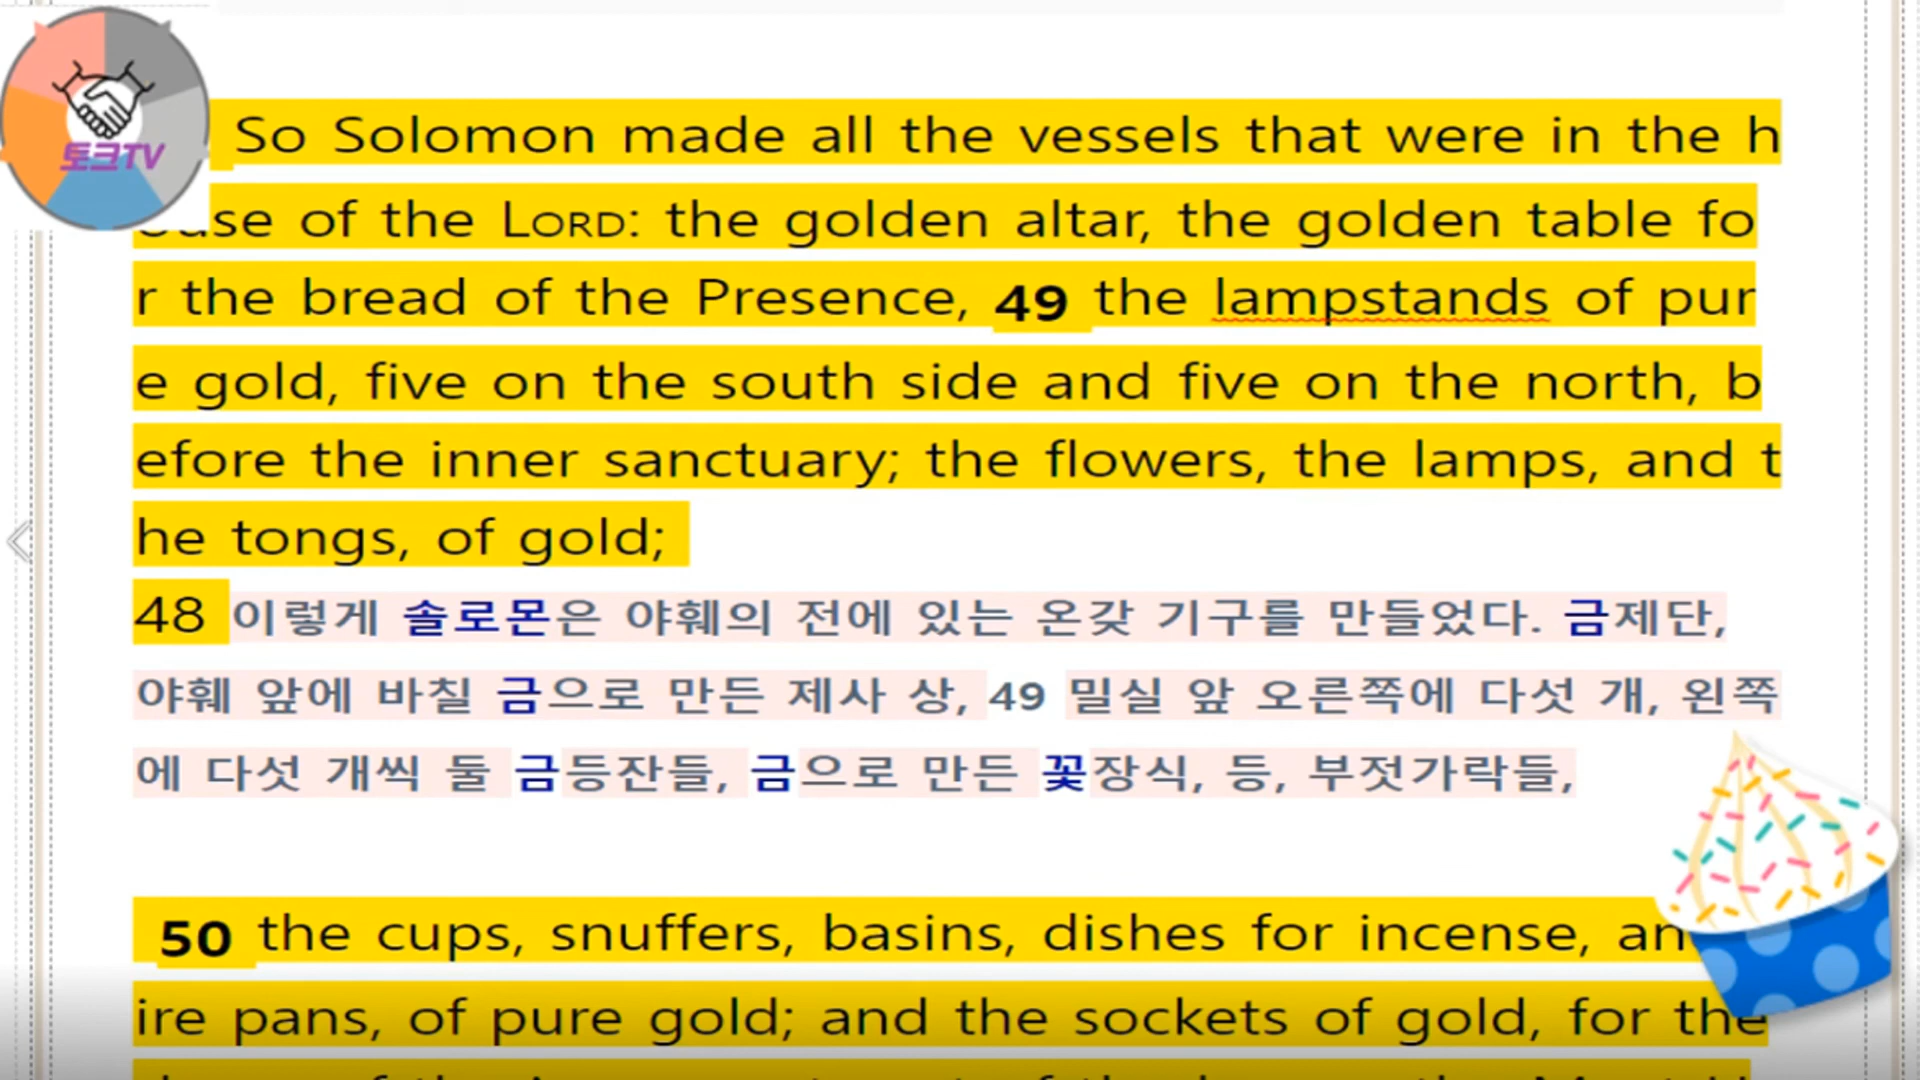 토크TV
So Solomon made all the vessels that were in the h
ouse of the LORD: the golden altar, the golden table fo
r the bread of the Presence, 49 the lampstands of pur
e gold, five on the south side and five on the north, b
efore the inner sanctuary; the flowers, the lamps, and t
he tongs, of gold;
48 이렇게 솔로몬은 야훼의 전에 있는 온갖 기구를 만들었다. 금제단,
야훼 앞에 바칠 금으로 만든 제사 상, 49 밀실 앞 오른쪽에 다섯 개, 왼쪽
에 다섯 개씩 둘 금등잔들, 금으로 만든 꽃장식, 등, 부젓가락들,
50 the cups, snuffers, basins, dishes for incense, an
ire pans, of pure gold; and the sockets of gold, for the